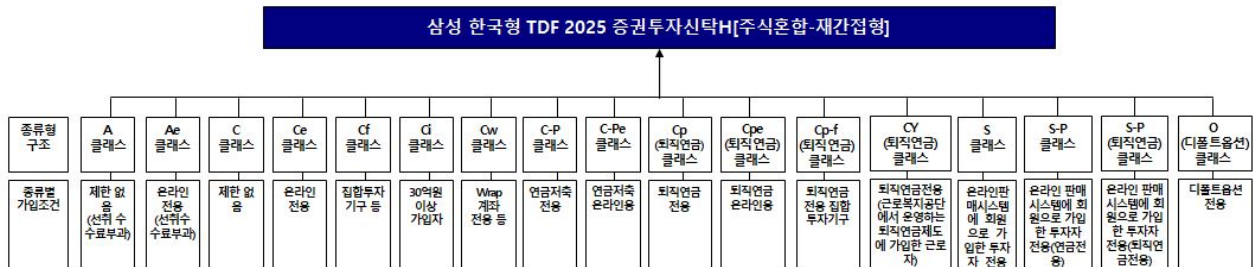 삼성 한국형 TDF 2025 증권투자신탁H[주식혼합-재간접형]
종류형
구조
A
클래스
Ae
클래스
C
클래스
Ce
클래스
Cf
클래스
Ci
클래스
Cw
클래스
C-P
클래스
C-Pe
클래스
Cp
(퇴직연금)
클래스
Cpe
(퇴직연금)
클래스
Cp-f
(퇴직연금)
클래스
CY
(퇴직연금)
클래스
S
클래스
S-P
클래스
S-P
(퇴직연금)
클래스
O
(디폴트옵션)
클래스
종류별
가입조건
제한 없
음
(선취 수
수료부과)
온라인
전용
(선취수
수료부과)
제한 없
음
온라인
전용
집합투자
기구 등
30억원
이상
가입자
Wrap
계좌
전용 등
연금저축
전용
연금저축
온라인용
퇴직연금
전용
퇴직연금
온라인용
퇴직연금
전용 집합
투자기구
퇴직연금전용
(근로복지공단
에서 운영하는
퇴직연금제도
에 가입한 근로
자)
온라인판
매시스템
에 회원
으로 가
입한 투자
자 전용
온라인 판매
시스템에 회
원으로 가입
한 투자자
전용(연금전
용)
온라인 판매
시스템에 회
원으로 가입
한 투자자
전용(퇴직연
금전용)
디폴트옵션
전용